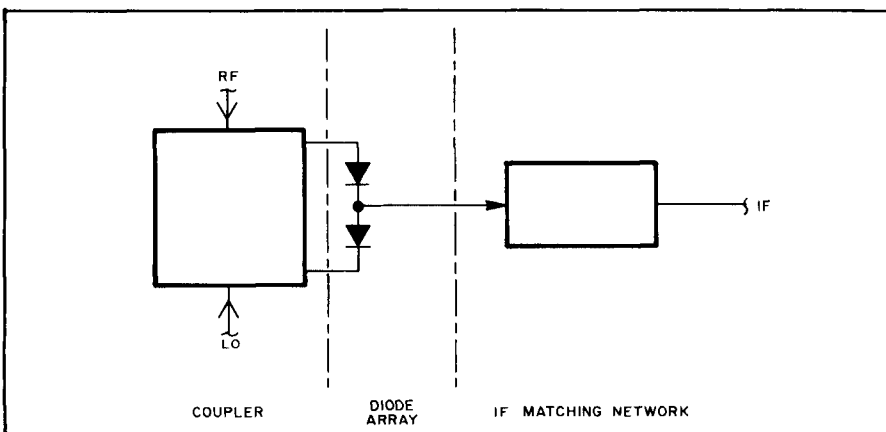 RF
IF
LO
COUPLER
DIODE
ARRAY
IF MATCHING NETWORK